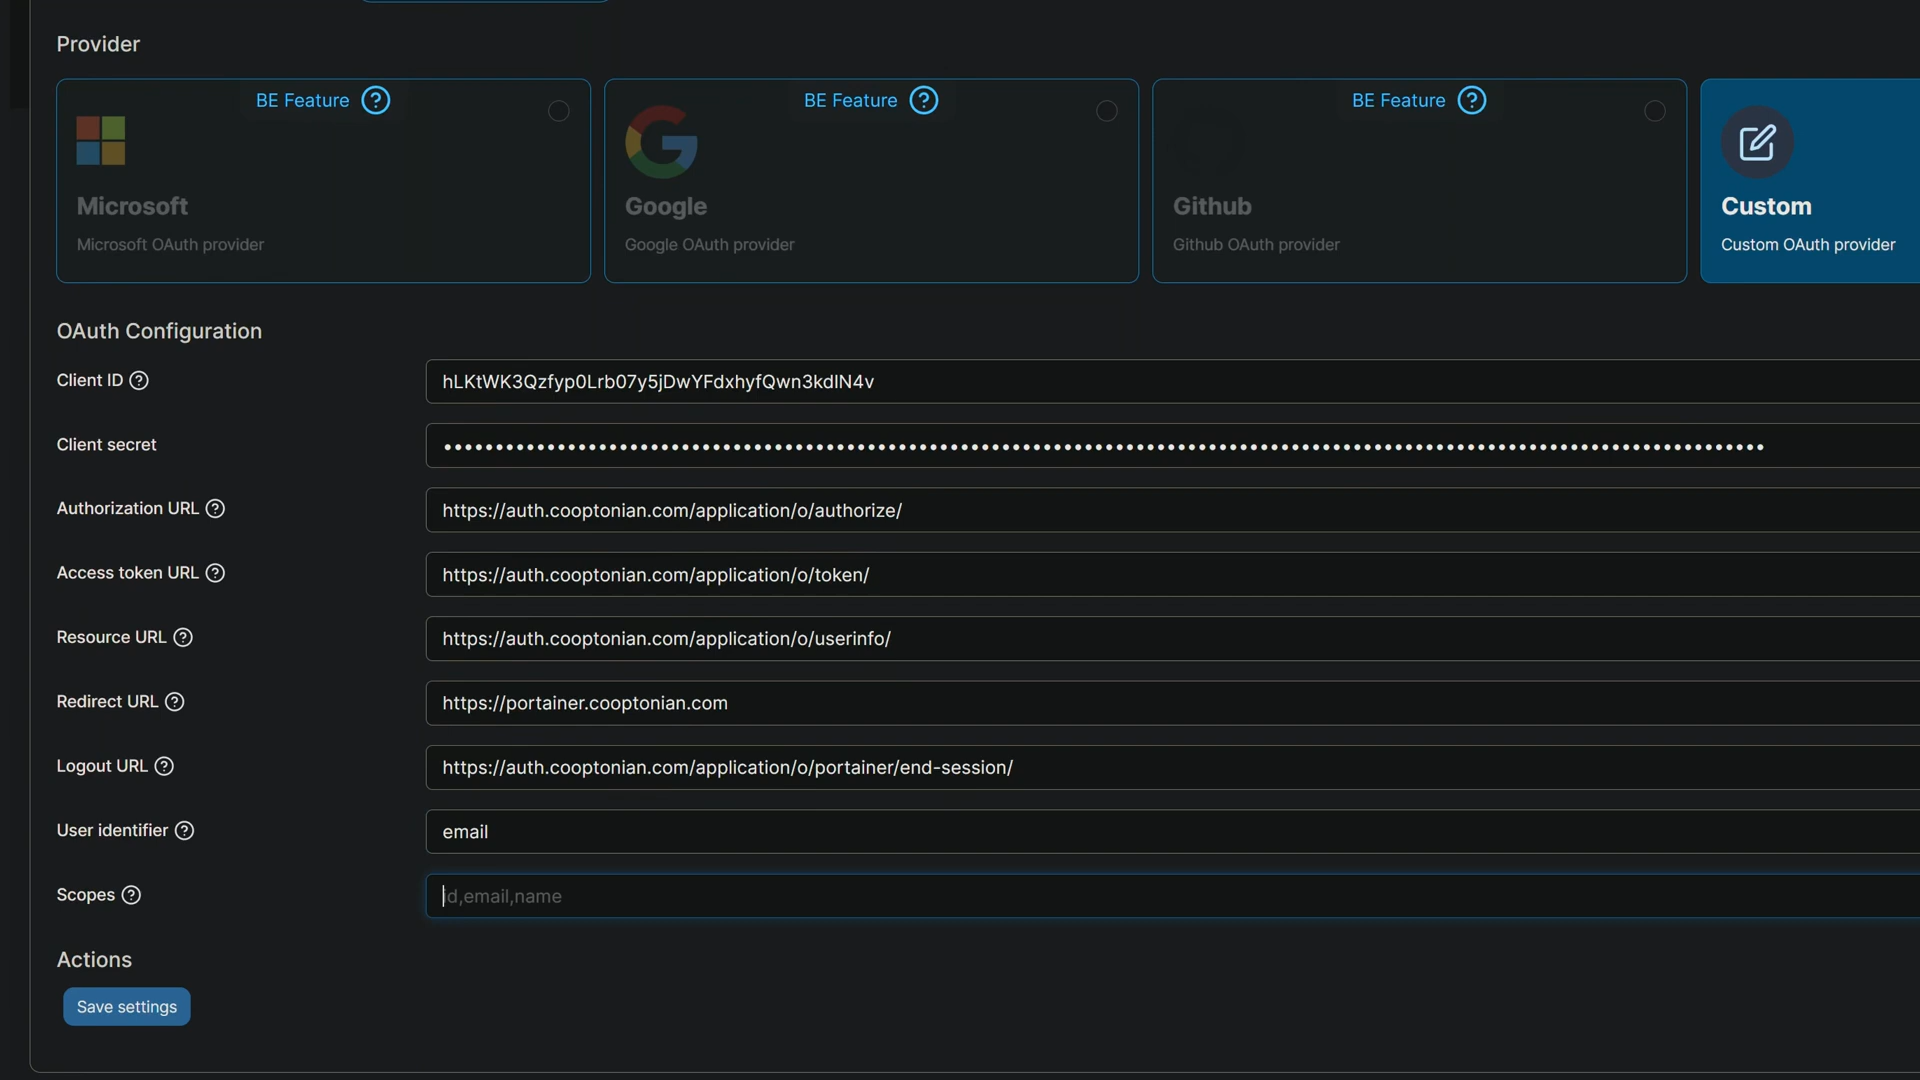 Provider
BE Feature
Microsoft
Microsoft OAuth provider
BE Feature
Google
Google OAuth provider
BE Feature
Github
Github OAuth provider
Custom
Custom OAuth provider
OAuth Configuration
Client ID hLKtWK3Qzfyp0Lrb07y5jDwYFdxhyfQwn3kdIN4v
Client secret
Authorization URL https://auth.cooptonian.com/application/o/authorize/
Access token URL https://auth.cooptonian.com/application/o/token/
Resource URL https://auth.cooptonian.com/application/o/userinfo/
Redirect URL https://portainer.cooptonian.com
Logout URL https://auth.cooptonian.com/application/o/portainer/end-session/
User identifier email
Scopes id,email,name
Actions
Save settings